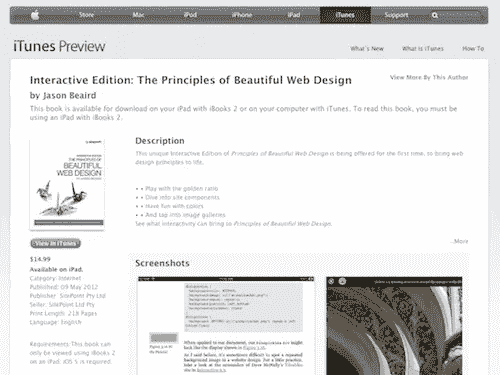 Store Mac iPod iPhone iPad iTunes Support
iTunes Preview
What's New What is iTunes How To
Interactive Edition: The Principles of Beautiful Web Design
View More By This Author
by Jason Beaird
This book is available for download on your iPad with iBooks 2 or on your computer with iTunes. To read this book, you must be
using an iPad with iBooks 2.
Description
This unique Interactive Edition of Principles of Beautiful Web Design is being offered for the first time, to bring web
design principles to life.
• • Play with the golden ratio
• • Dive into site components
• • Have fun with colors
• • And tap into image galleries
See what interactivity can bring to Principles of Beautiful Web Design.
...More
THE PRINCIPLES OF
BEAUTIFUL
WEB DESIGN
View in iTunes
$14.99
Available on iPad.
Category: Internet
Published: 09 May 2012
Publisher: SitePoint Pty Ltd
Seller: SitePoint Pty Ltd
Print Length: 218 Pages
Language: English
Requirements: This book can
only be viewed using iBooks 2
on an iPad. iOS 5 is required.
Screenshots